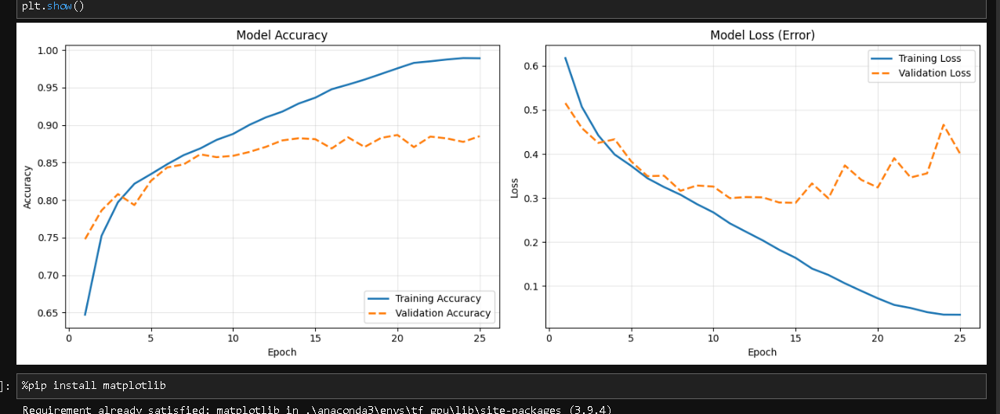 plt.show()
Model Accuracy
1.00
0.95
0.90
0.85
0.80
0.75
0.70
0.65
Accuracy
Training Accuracy
Validation Accuracy
0 5 10 15 20 25
Epoch
Model Loss (Error)
0.6
0.5
0.4
0.3
0.2
0.1
Loss
Training Loss
Validation Loss
0 5 10 15 20 25
Epoch
]: %pip install matplotlib
Requirement already satisfied: matplotlib in .\anaconda3\envs\tf_gpu\lib\site-packages (3.9.4)